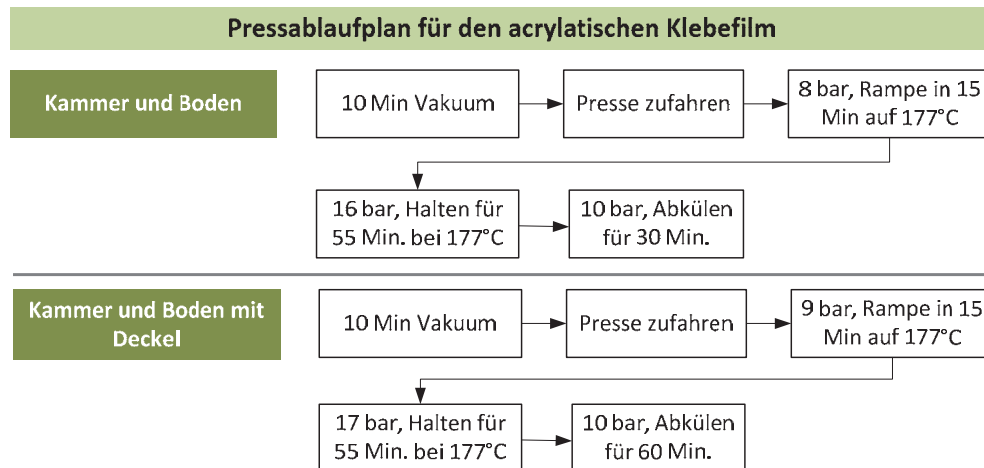 Pressablaufplan für den acrylatischen Klebefilm
Kammer und Boden
10 Min Vakuum
Presse zufahren
8 bar, Rampe in 15
Min auf 177°C
16 bar, Halten für
55 Min. bei 177°C
10 bar, Abkülen
für 30 Min.
Kammer und Boden mit
Deckel
10 Min Vakuum
Presse zufahren
9 bar, Rampe in 15
Min auf 177°C
17 bar, Halten für
55 Min. bei 177°C
10 bar, Abkülen
für 60 Min.